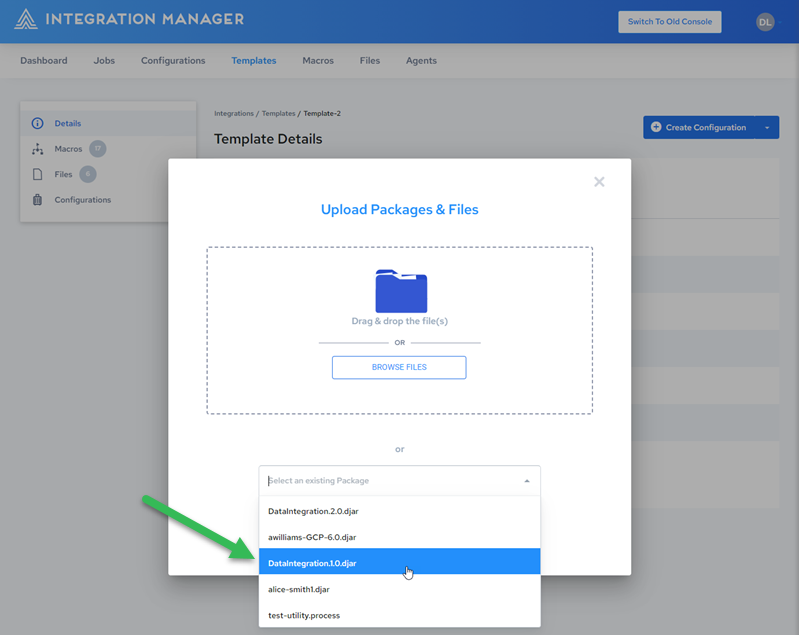 INTEGRATION MANAGER
Switch To Old Console
DL
Dashboard Jobs Configurations Templates Macros Files Agents
Details
Macros 17
Files 6
Configurations
Integrations / Templates / Template-2
Template Details
Create Configuration
Upload Packages & Files
Drag & drop the file(s)
OR
BROWSE FILES
or
Select an existing Package
DataIntegration.2.0.djar
awilliams-GCP-6.0.djar
DataIntegration.1.0.djar
alice-smith1.djar
test-utility.process